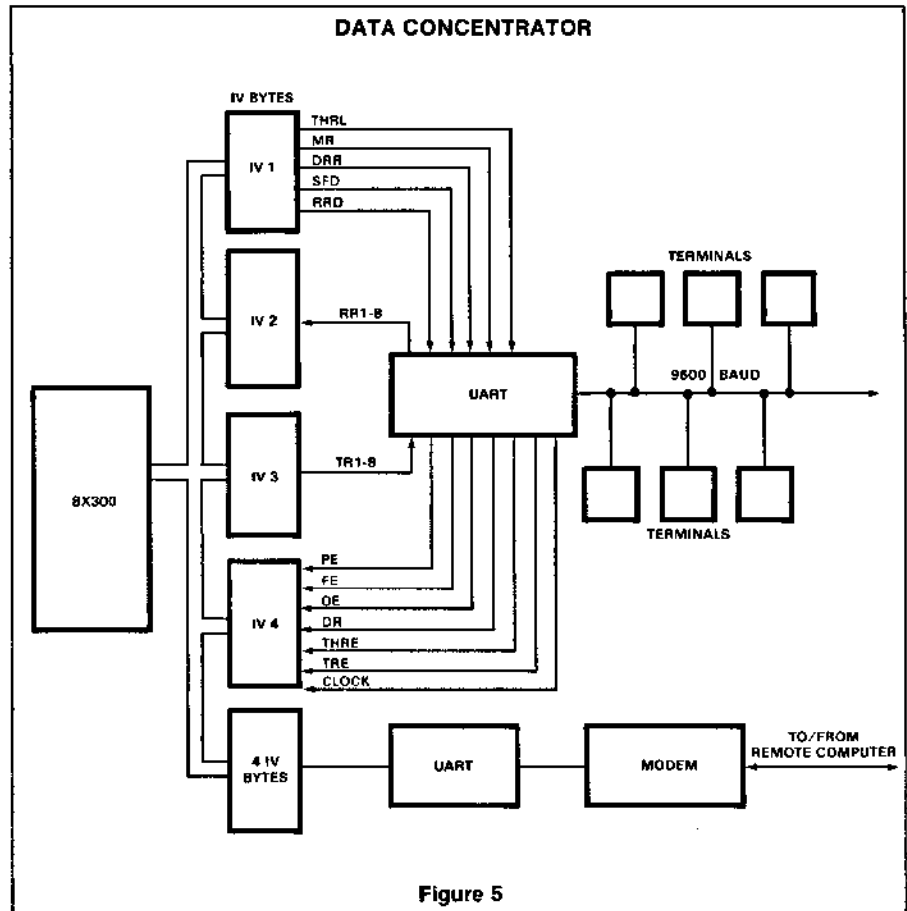 DATA CONCENTRATOR
IV BYTES
IV 1
THRL
MR
DRR
SFD
RRD
IV 2
RR1-8
TERMINALS
8X300
UART
9600 BAUD
IV 3
TR1-8
TERMINALS
IV 4
PE
FE
OE
DR
THRE
TRE
CLOCK
4 IV
BYTES
UART
MODEM
TO/FROM
REMOTE COMPUTER
Figure 5